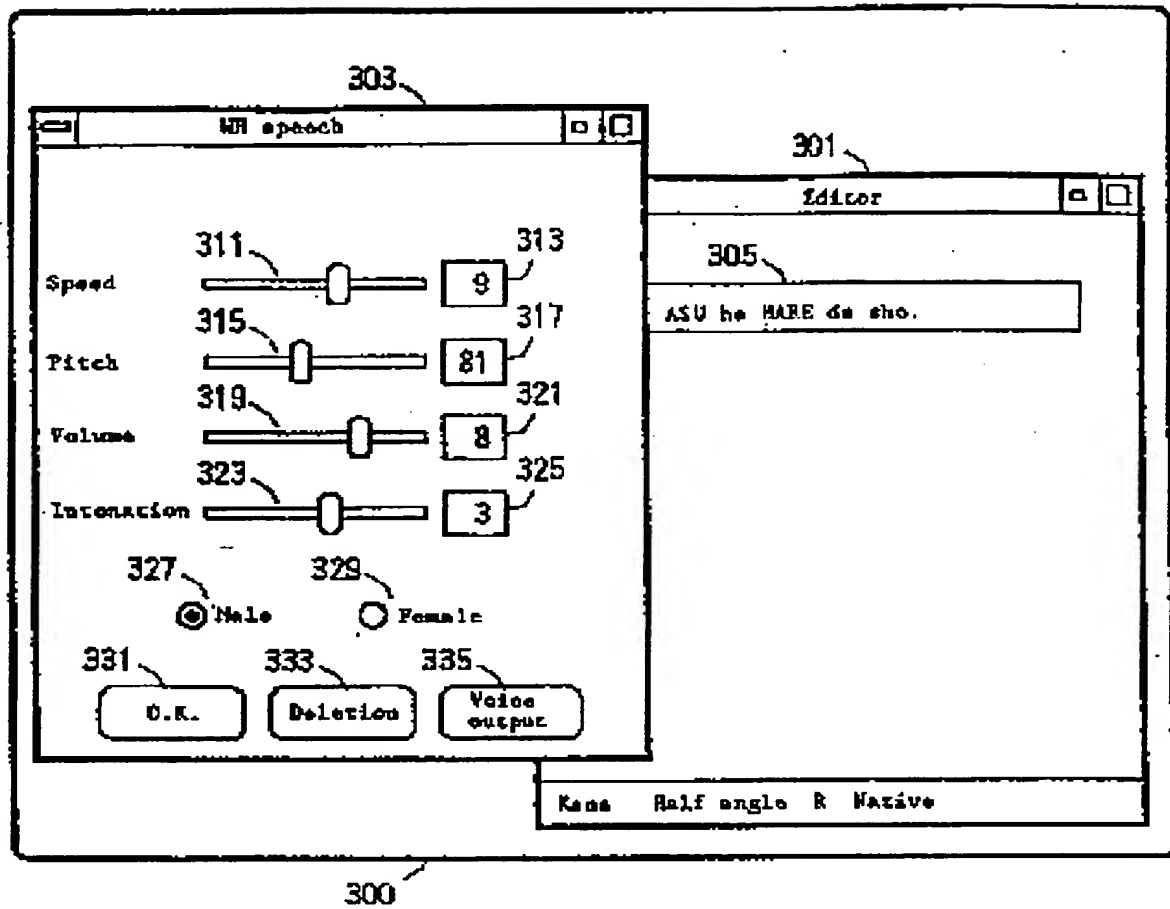 303
WH speech
301
Editor
311
313
305
Speed
9
ASU ha HARE de sho.
315
317
Pitch
81
319
321
Volume
8
323
325
Intonation
3
327
329
Male
Female
331
333
335
O.K.
Deletion
Voice
output
Kana Half angle R Native
300